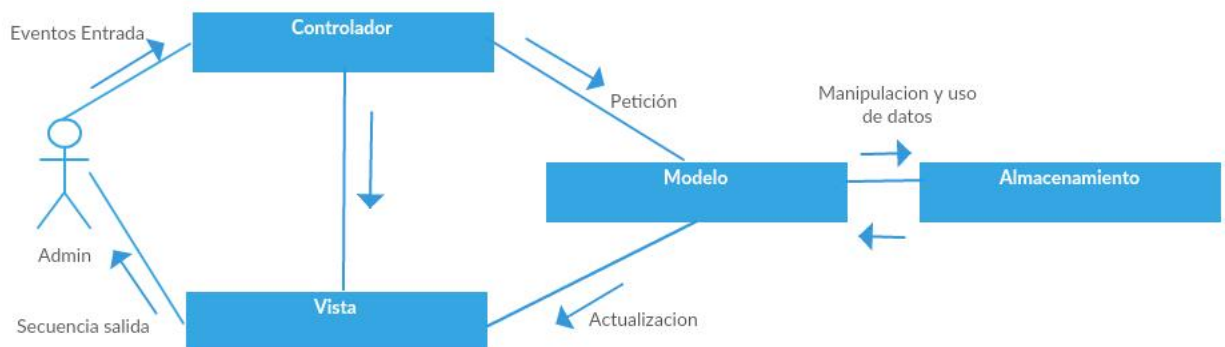 Eventos Entrada
Controlador
Petición
Manipulacion y uso
de datos
Modelo
Almacenamiento
Admin
Vista
Secuencia salida
Actualizacion